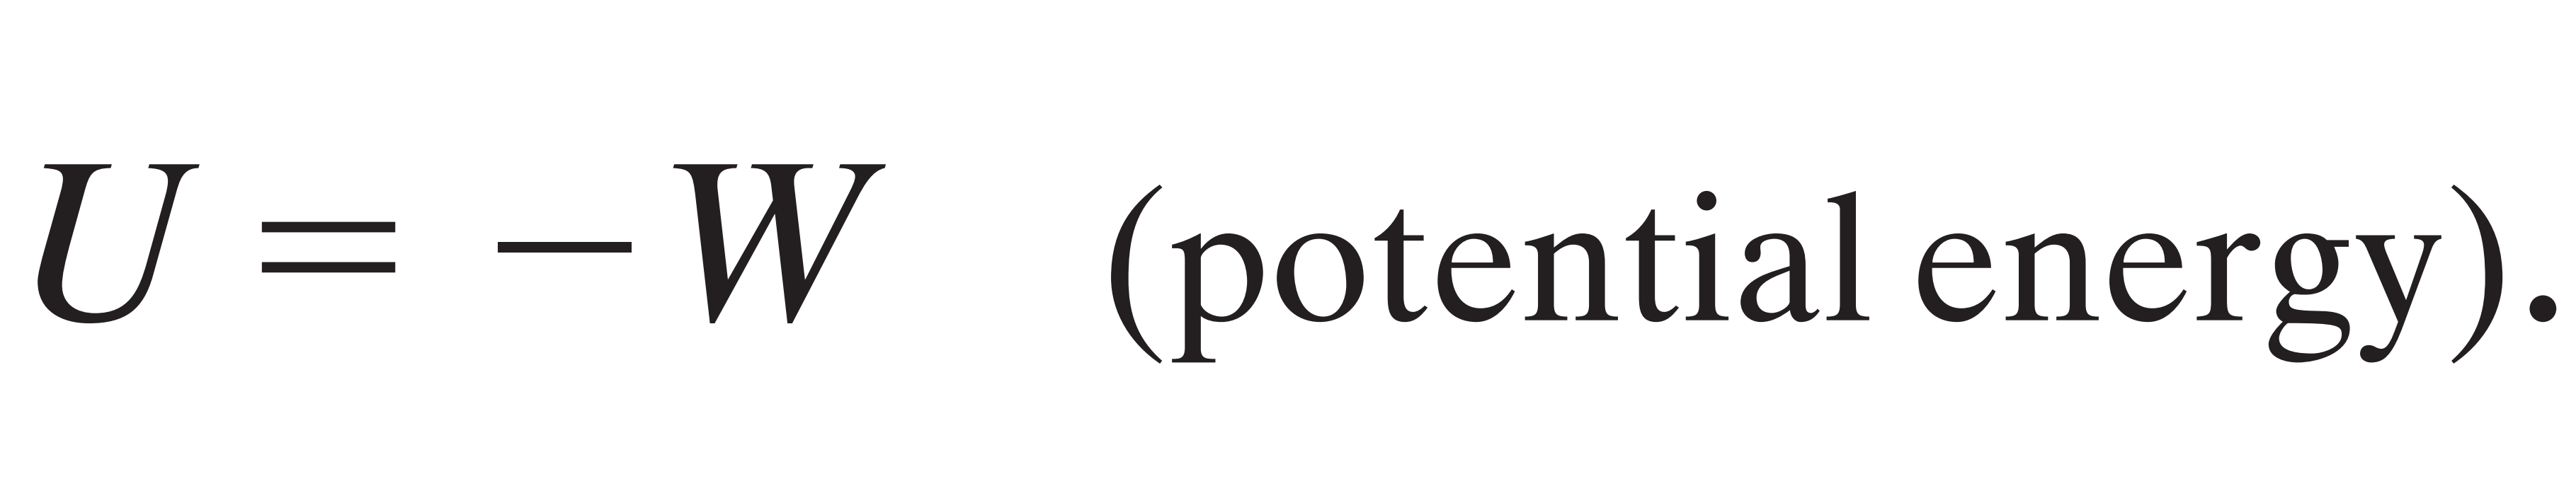 U = −W (potential energy).